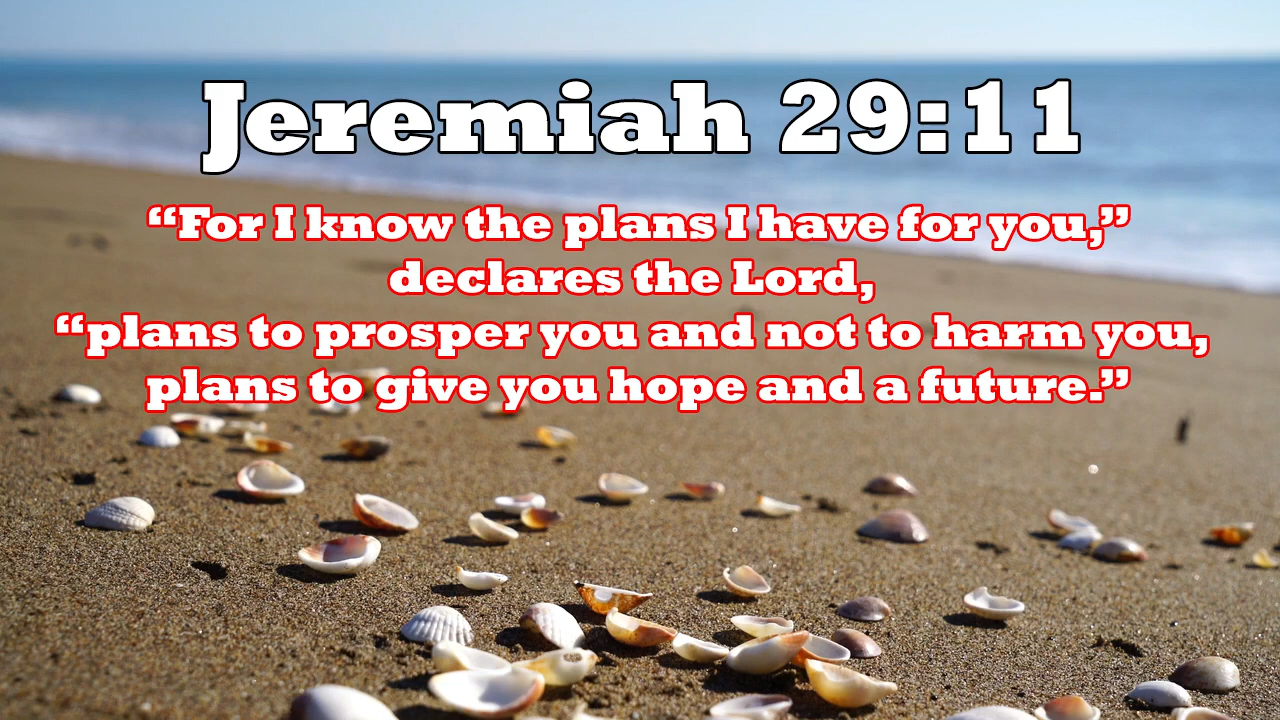 Jeremiah 29:11
“For I know the plans I have for you,”
declares the Lord,
“plans to prosper you and not to harm you,
plans to give you hope and a future.”